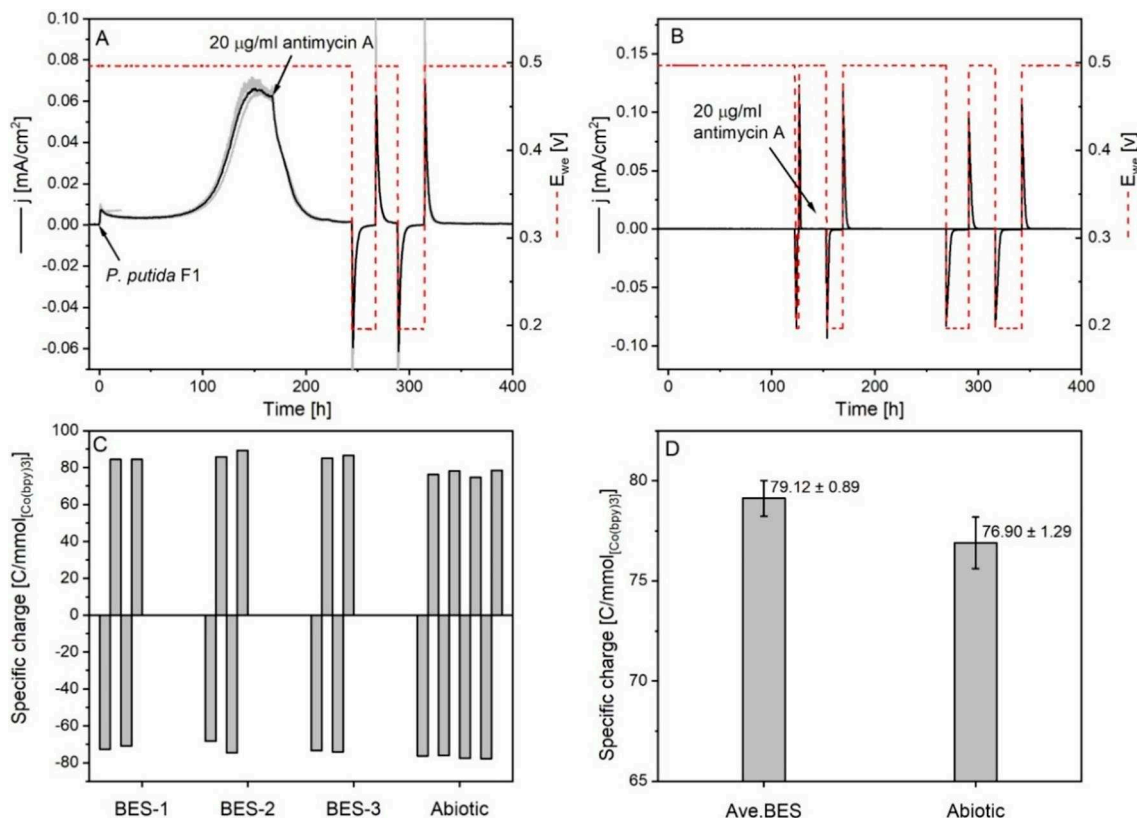 A
20 μg/ml antimycin A
P. putida F1
j [mA/cm²]
0.10
0.08
0.06
0.04
0.02
0.00
-0.02
-0.04
-0.06
0.5
0.4
0.3
0.2
E_we [V]
0
100
200
300
400
Time [h]
B
20 μg/ml
antimycin A
j [mA/cm²]
0.15
0.10
0.05
0.00
-0.05
-0.10
0.5
0.4
0.3
0.2
E_we [V]
0
100
200
300
400
Time [h]
C
Specific charge [C/mmol[Co(bpy)3]]
100
80
60
40
20
0
-20
-40
-60
-80
BES-1
BES-2
BES-3
Abiotic
D
Specific charge [C/mmol[Co(bpy)3]]
80
75
70
65
79.12 ± 0.89
76.90 ± 1.29
Ave.BES
Abiotic